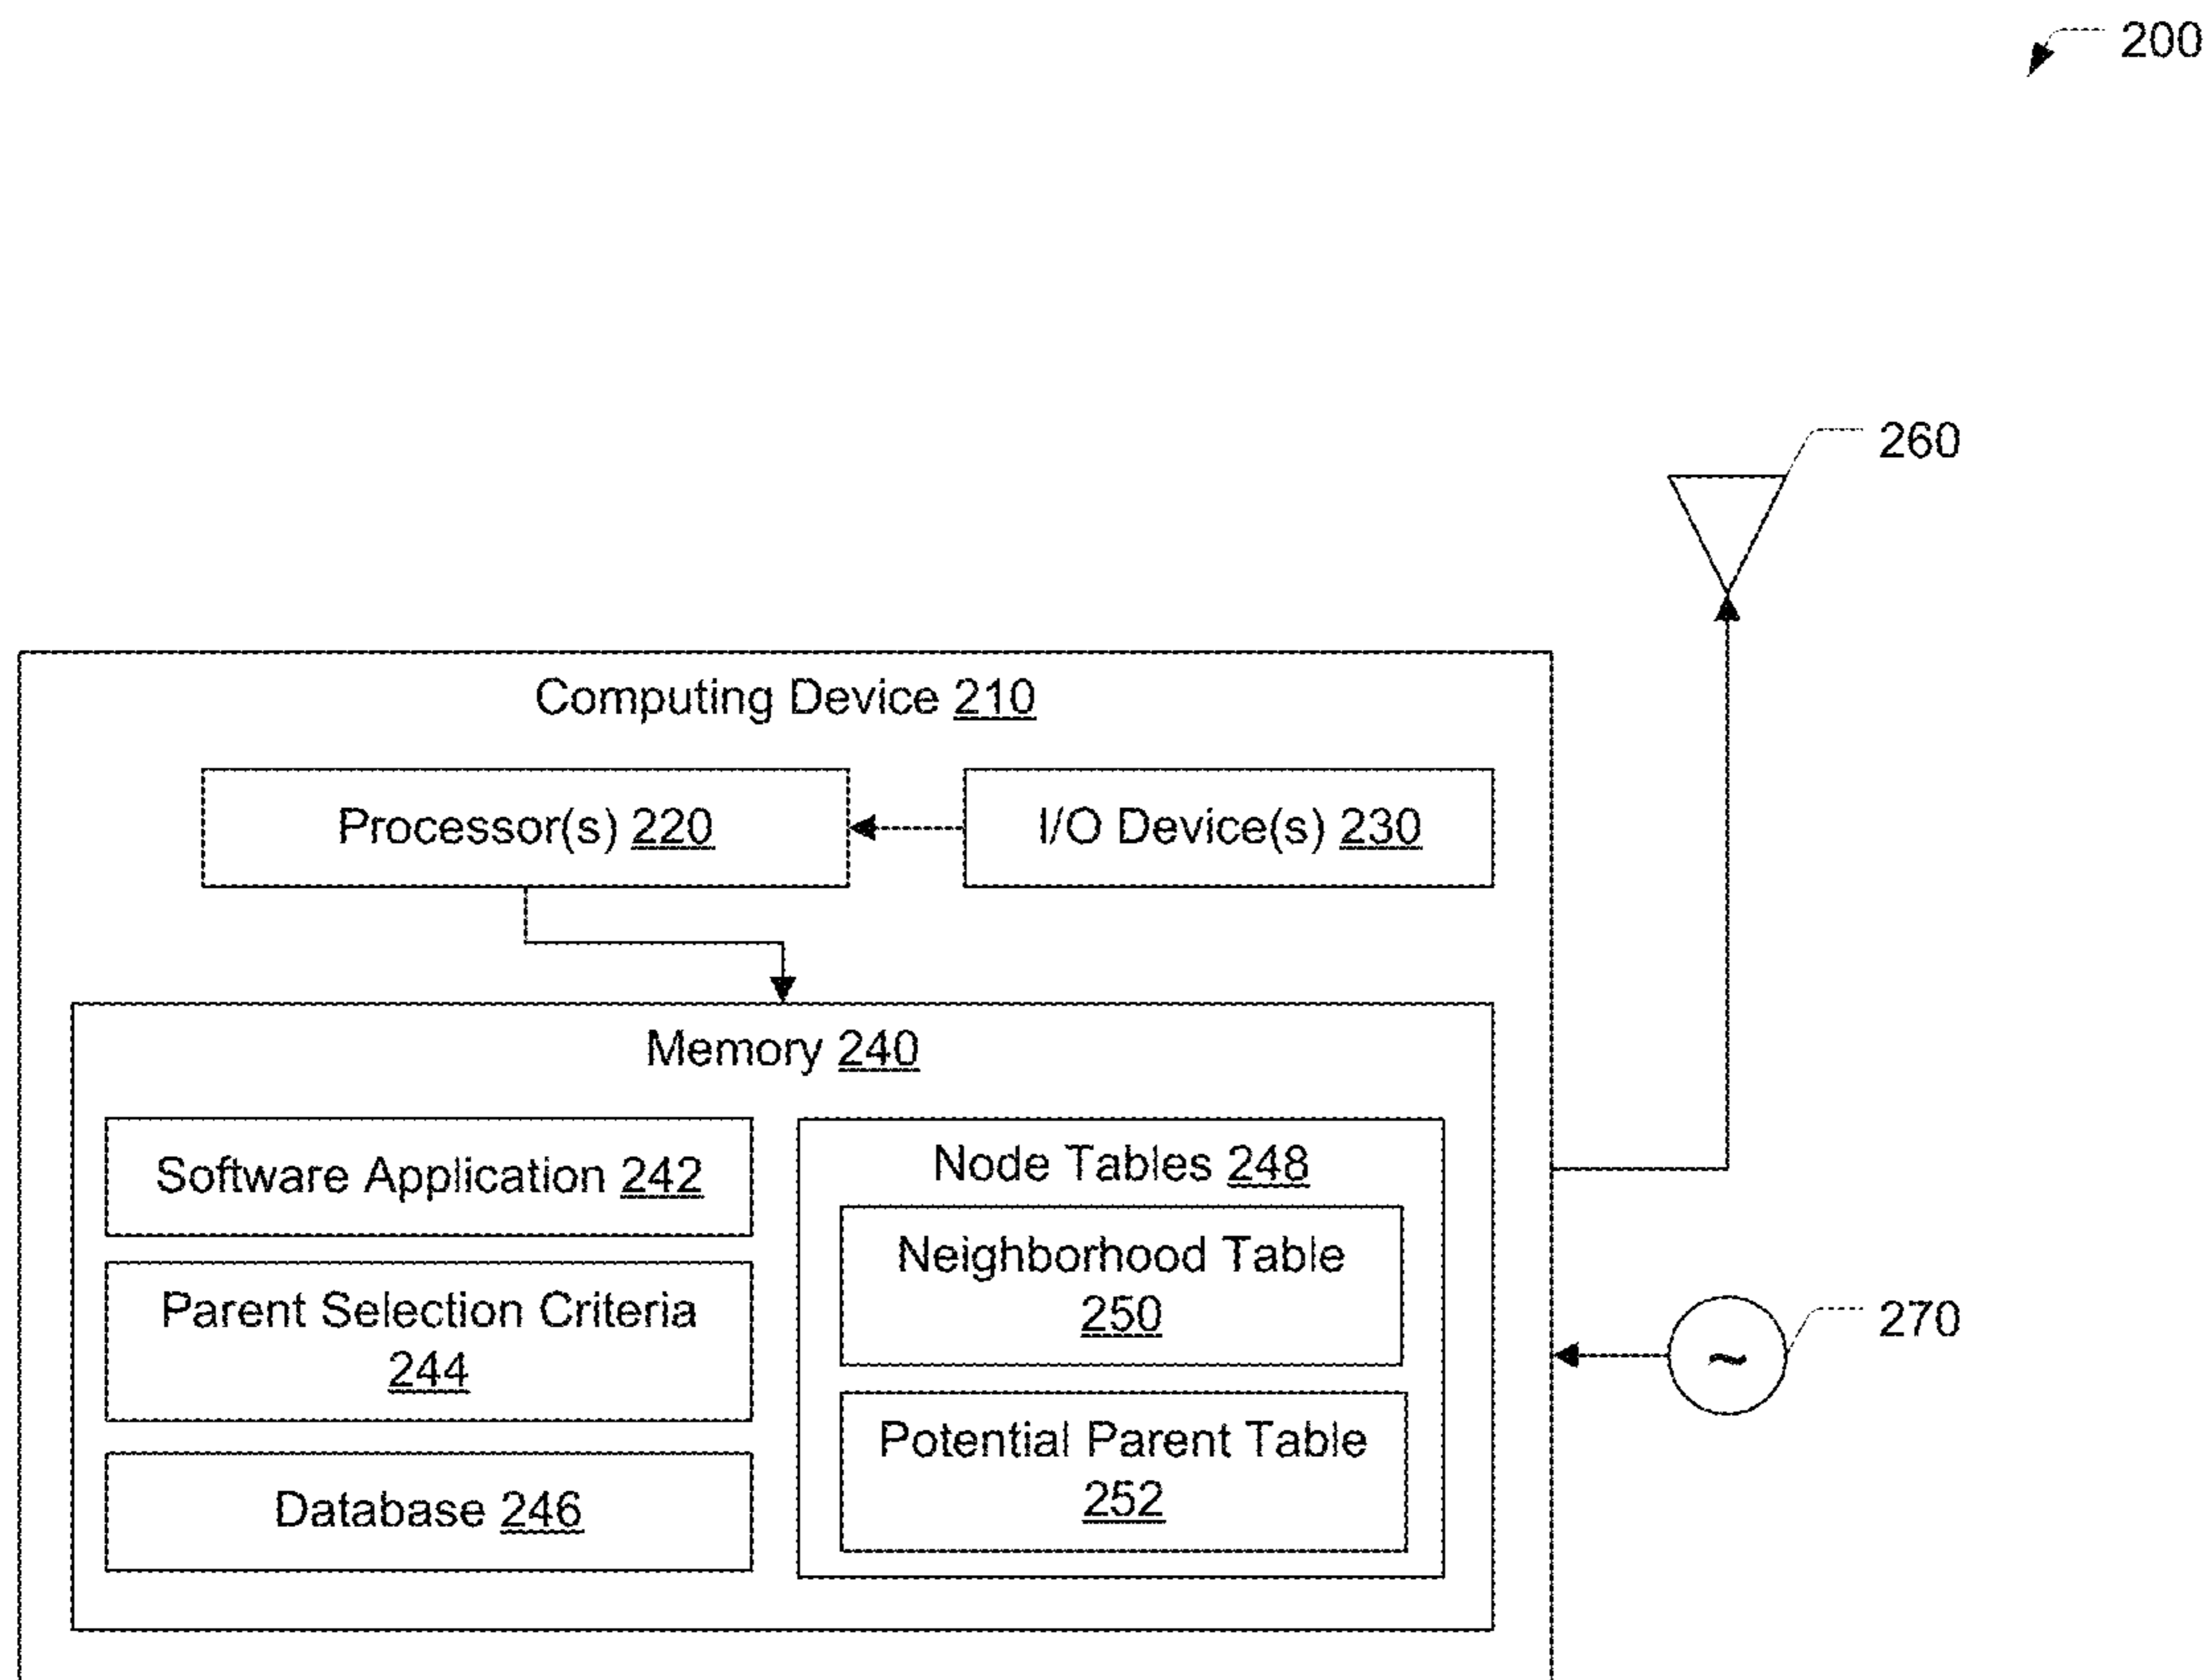 200
260
Computing Device 210
Processor(s) 220
I/O Device(s) 230
Memory 240
Software Application 242
Parent Selection Criteria
244
Database 246
Node Tables 248
Neighborhood Table
250
Potential Parent Table
252
~
270